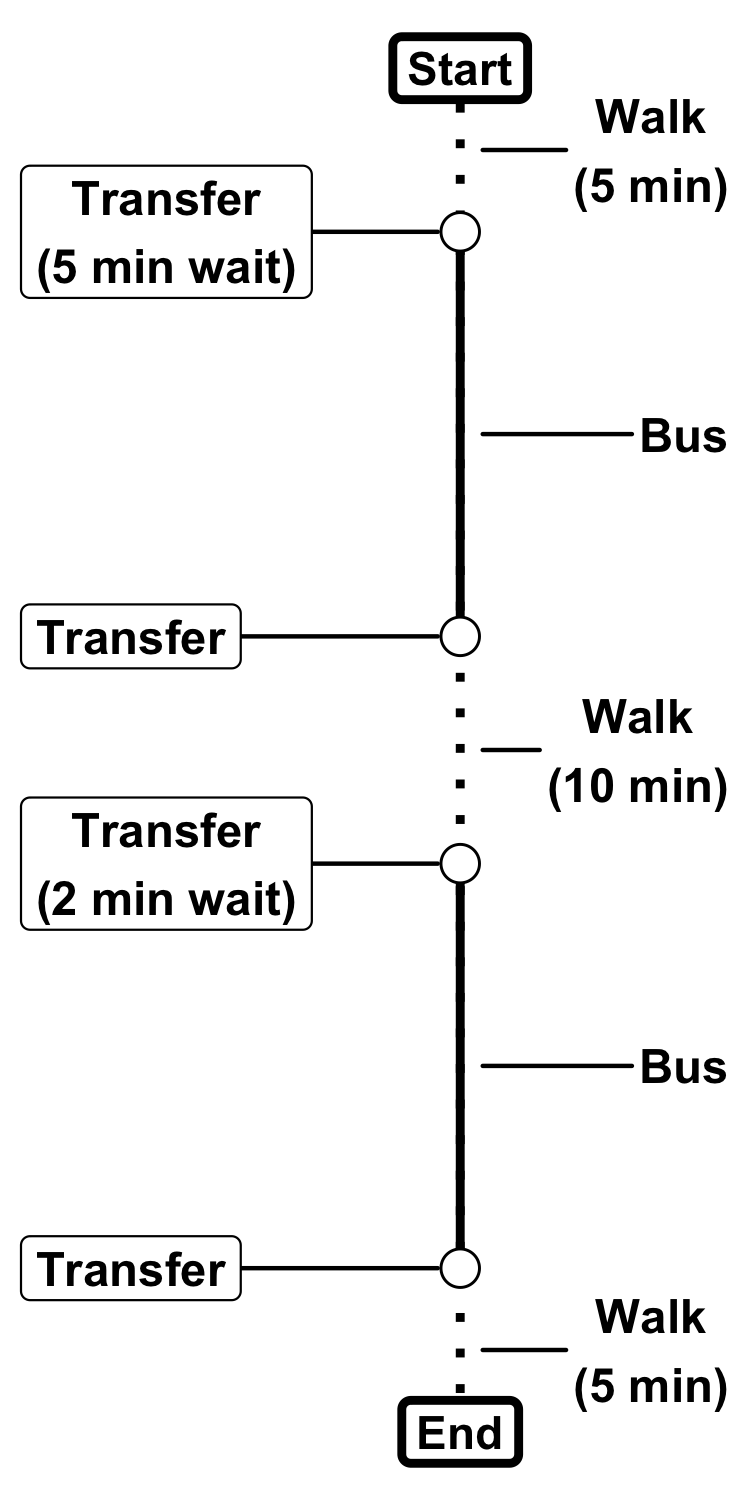 Start
Walk
(5 min)
Transfer
(5 min wait)
Bus
Transfer
Walk
(10 min)
Transfer
(2 min wait)
Bus
Transfer
Walk
(5 min)
End